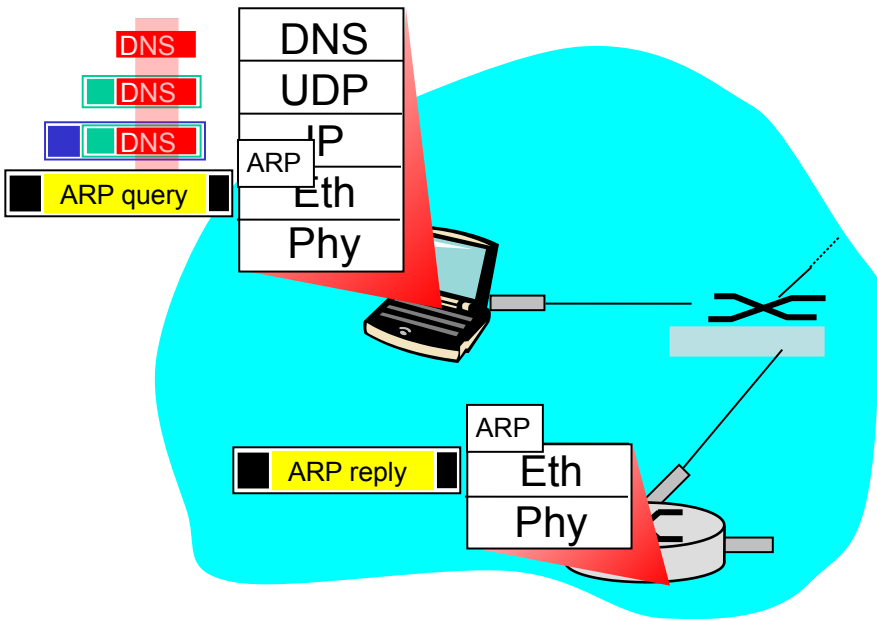 DNS
DNS
DNS
ARP query
DNS
UDP
IP
ARP
Eth
Phy
ARP
ARP reply
Eth
Phy